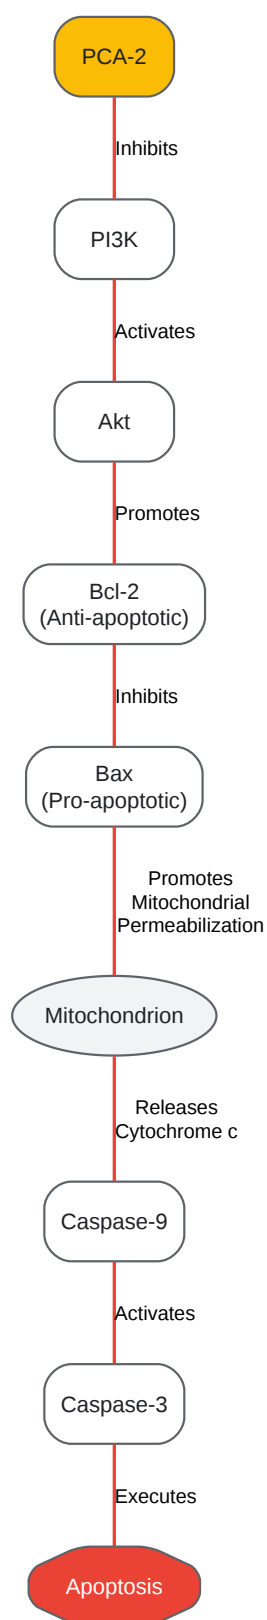 PCA-2
Inhibits
PI3K
Activates
Akt
Promotes
Bcl-2
(Anti-apoptotic)
Inhibits
Bax
(Pro-apoptotic)
Promotes
Mitochondrial
Permeabilization
Mitochondrion
Releases
Cytochrome c
Caspase-9
Activates
Caspase-3
Executes
Apoptosis